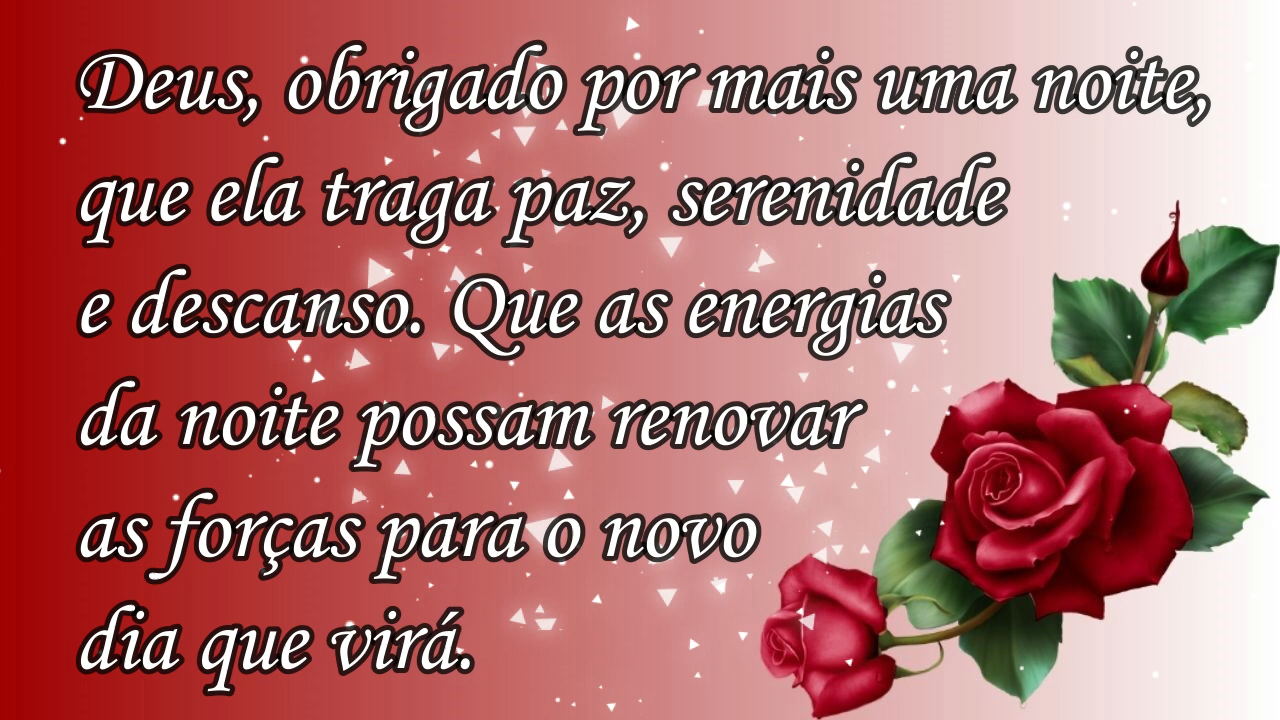 Deus, obrigado por mais uma noite,
que ela traga paz, serenidade
e descanso. Que as energias
da noite possam renovar
as forças para o novo
dia que virá.